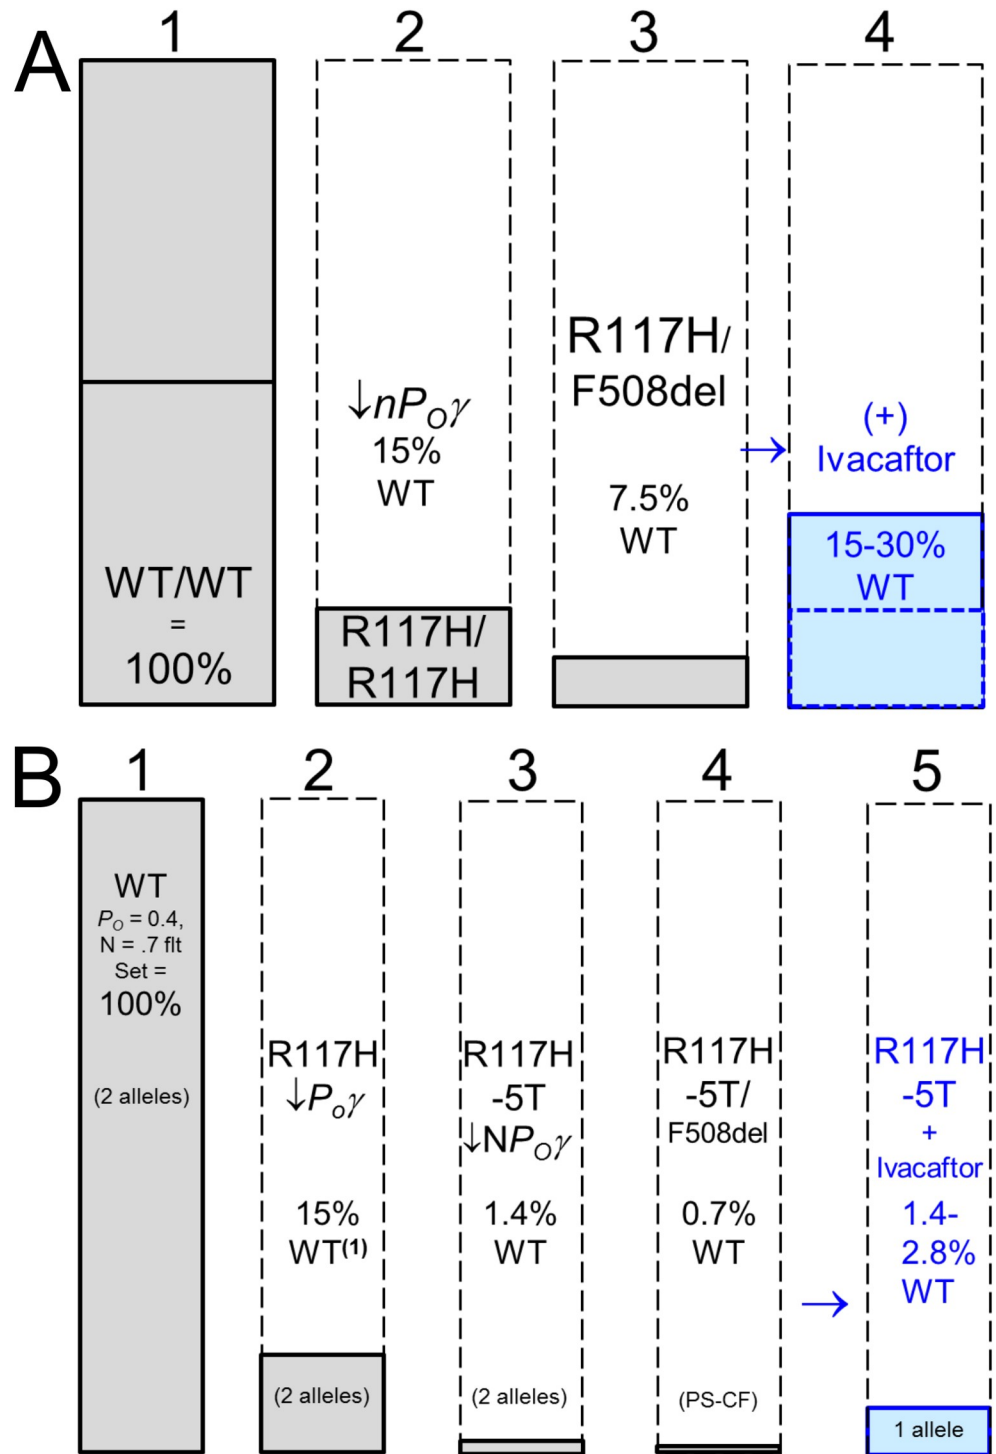 A
1
2
3
4
WT/WT
=
100%
↓nPOγ
15%
WT
R117H/
R117H
R117H/
F508del
7.5%
WT
→
(+)
Ivacaftor
15-30%
WT
B
1
2
3
4
5
WT
PO = 0.4,
N = .7 flt
Set =
100%
(2 alleles)
R117H
↓Poγ
15%
WT(1)
(2 alleles)
R117H
-5T
↓NPOγ
1.4%
WT
(2 alleles)
R117H
-5T/
F508del
0.7%
WT
(PS-CF)
→
R117H
-5T
+
Ivacaftor
1.4-
2.8%
WT
1 allele